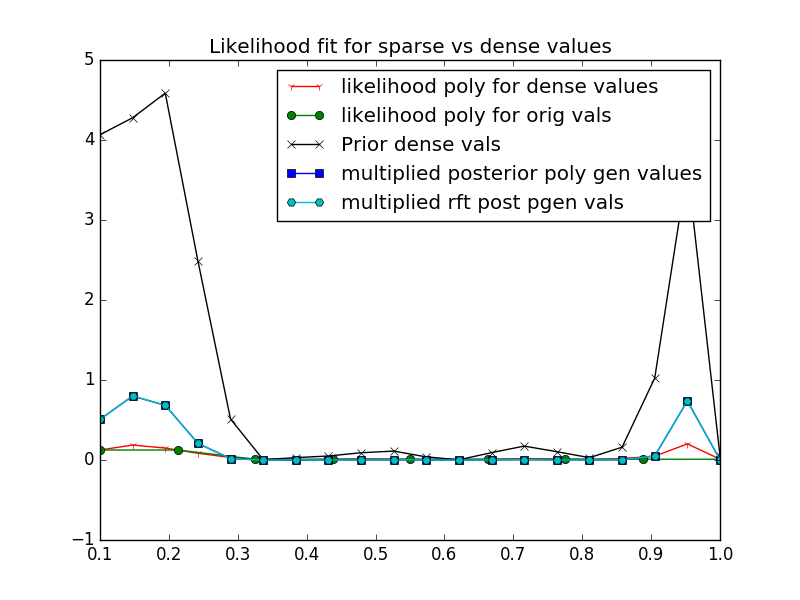 Likelihood fit for sparse vs dense values
likelihood poly for dense values
likelihood poly for orig vals
Prior dense vals
multiplied posterior poly gen values
multiplied rft post pgen vals
5
4
3
2
1
0
−1
0.1 0.2 0.3 0.4 0.5 0.6 0.7 0.8 0.9 1.0